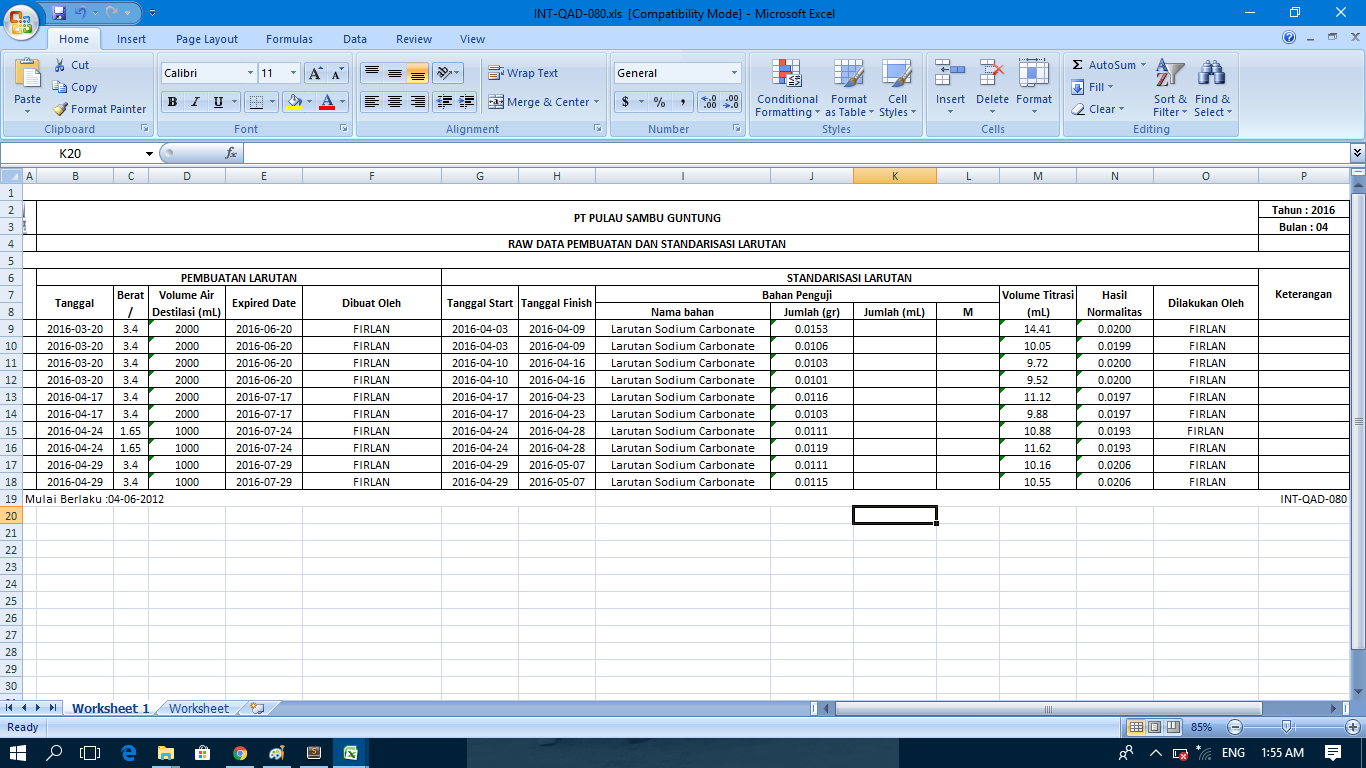 INT-QAD-080.xls [Compatibility Mode] - Microsoft Excel
Home Insert Page Layout Formulas Data Review View
Paste Cut Copy Format Painter Clipboard
Calibri 11 A A B I U A Font
Wrap Text Merge & Center Alignment
General $ % , Number
Conditional Formatting Format as Table Cell Styles Styles
Insert Delete Format Cells
Σ AutoSum Fill Clear Sort & Filter Find & Select Editing
K20 fx
A B C D E F G H I J K L M N O P
1
2 PT PULAU SAMBU GUNTUNG Tahun : 2016
3 Bulan : 04
4 RAW DATA PEMBUATAN DAN STANDARISASI LARUTAN
5
6 PEMBUATAN LARUTAN STANDARISASI LARUTAN Keterangan
7 Tanggal Berat / Volume Air Destilasi (mL) Expired Date Dibuat Oleh Tanggal Start Tanggal Finish Bahan Penguji Volume Titrasi (mL) Hasil Normalitas Dilakukan Oleh
8 Nama bahan Jumlah (gr) Jumlah (mL) M
9 2016-03-20 3.4 2000 2016-06-20 FIRLAN 2016-04-03 2016-04-09 Larutan Sodium Carbonate 0.0153 14.41 0.0200 FIRLAN
10 2016-03-20 3.4 2000 2016-06-20 FIRLAN 2016-04-03 2016-04-09 Larutan Sodium Carbonate 0.0106 10.05 0.0199 FIRLAN
11 2016-03-20 3.4 2000 2016-06-20 FIRLAN 2016-04-10 2016-04-16 Larutan Sodium Carbonate 0.0103 9.72 0.0200 FIRLAN
12 2016-03-20 3.4 2000 2016-06-20 FIRLAN 2016-04-10 2016-04-16 Larutan Sodium Carbonate 0.0101 9.52 0.0200 FIRLAN
13 2016-04-17 3.4 2000 2016-07-17 FIRLAN 2016-04-17 2016-04-23 Larutan Sodium Carbonate 0.0116 11.12 0.0197 FIRLAN
14 2016-04-17 3.4 2000 2016-07-17 FIRLAN 2016-04-17 2016-04-23 Larutan Sodium Carbonate 0.0103 9.88 0.0197 FIRLAN
15 2016-04-24 1.65 1000 2016-07-24 FIRLAN 2016-04-24 2016-04-28 Larutan Sodium Carbonate 0.0111 10.88 0.0193 FIRLAN
16 2016-04-24 1.65 1000 2016-07-24 FIRLAN 2016-04-24 2016-04-28 Larutan Sodium Carbonate 0.0119 11.62 0.0193 FIRLAN
17 2016-04-29 3.4 1000 2016-07-29 FIRLAN 2016-04-29 2016-05-07 Larutan Sodium Carbonate 0.0111 10.16 0.0206 FIRLAN
18 2016-04-29 3.4 1000 2016-07-29 FIRLAN 2016-04-29 2016-05-07 Larutan Sodium Carbonate 0.0115 10.55 0.0206 FIRLAN
19 Mulai Berlaku :04-06-2012 INT-QAD-080
20
21
22
23
24
25
26
27
28
29
30
Worksheet 1 Worksheet
Ready 85%
ENG 1:55 AM